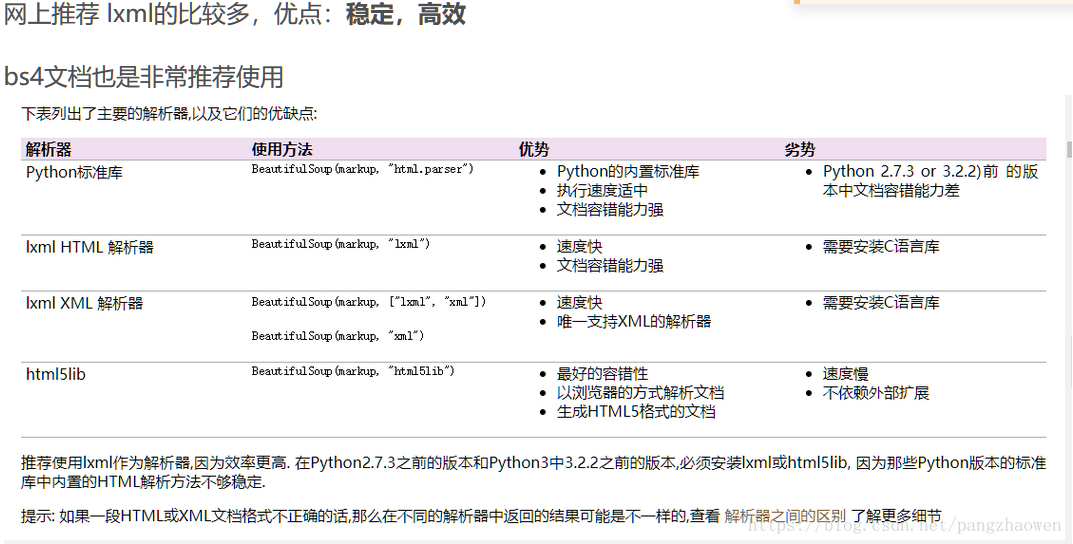 网上推荐 lxml的比较多，优点：稳定，高效
bs4文档也是非常推荐使用
下表列出了主要的解析器,以及它们的优缺点:
解析器 使用方法 优势 劣势
Python标准库 BeautifulSoup(markup, "html.parser") • Python的内置标准库 • Python 2.7.3 or 3.2.2)前 的版
• 执行速度适中 本中文档容错能力差
• 文档容错能力强
lxml HTML 解析器 BeautifulSoup(markup, "lxml") • 速度快 • 需要安装C语言库
• 文档容错能力强
lxml XML 解析器 BeautifulSoup(markup, ["lxml", "xml"]) • 速度快 • 需要安装C语言库
• 唯一支持XML的解析器
BeautifulSoup(markup, "xml")
html5lib BeautifulSoup(markup, "html5lib") • 最好的容错性 • 速度慢
• 以浏览器的方式解析文档 • 不依赖外部扩展
• 生成HTML5格式的文档
推荐使用lxml作为解析器,因为效率更高. 在Python2.7.3之前的版本和Python3中3.2.2之前的版本,必须安装lxml或html5lib, 因为那些Python版本的标准
库中内置的HTML解析方法不够稳定.
提示: 如果一段HTML或XML文档格式不正确的话,那么在不同的解析器中返回的结果可能是不一样的,查看 解析器之间的区别 了解更多细节
https://blog.csdn.net/pangzhaowen